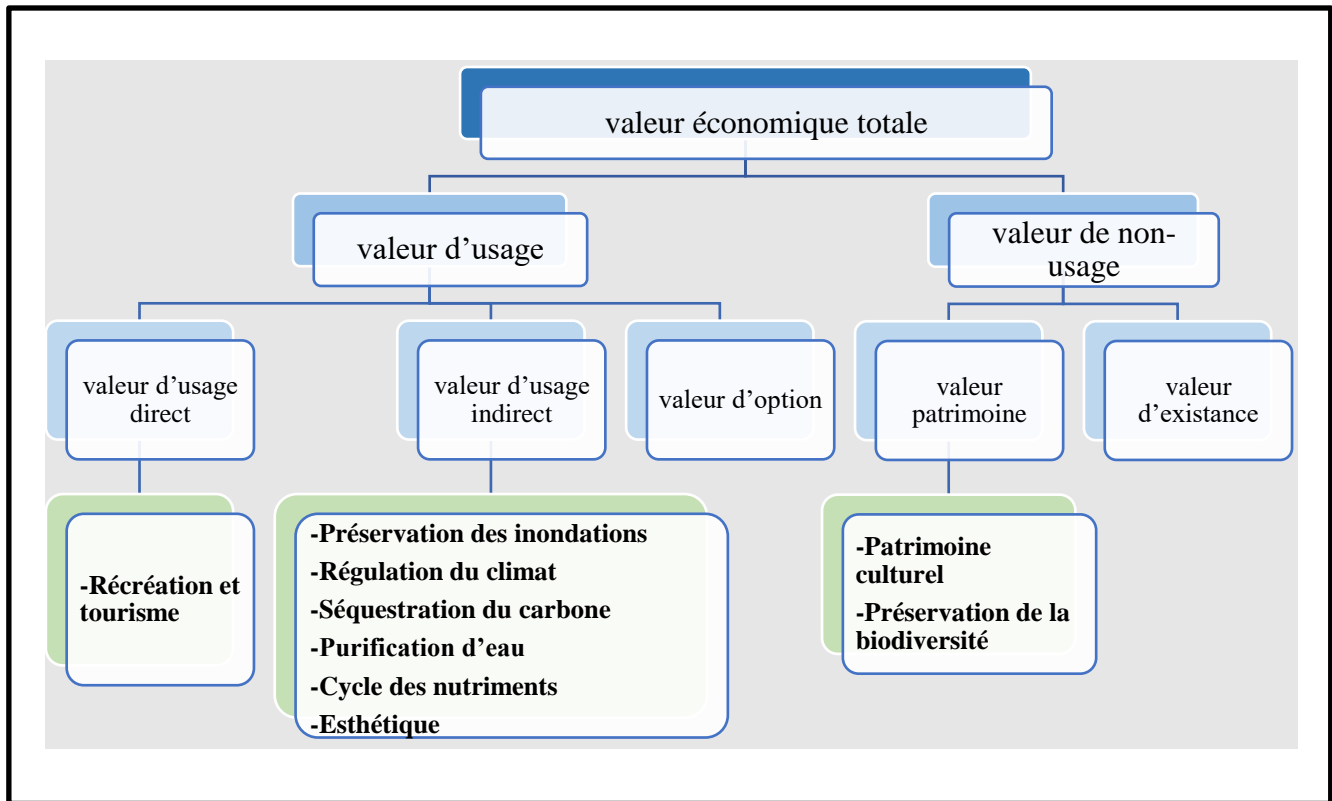 valeur économique totale
valeur d’usage
valeur de non-
usage
valeur d’usage
direct
valeur d’usage
indirect
valeur d’option
valeur
patrimoine
valeur
d’existance
-Récréation et
tourisme
-Préservation des inondations
-Régulation du climat
-Séquestration du carbone
-Purification d’eau
-Cycle des nutriments
-Esthétique
-Patrimoine
culturel
-Préservation de la
biodiversité